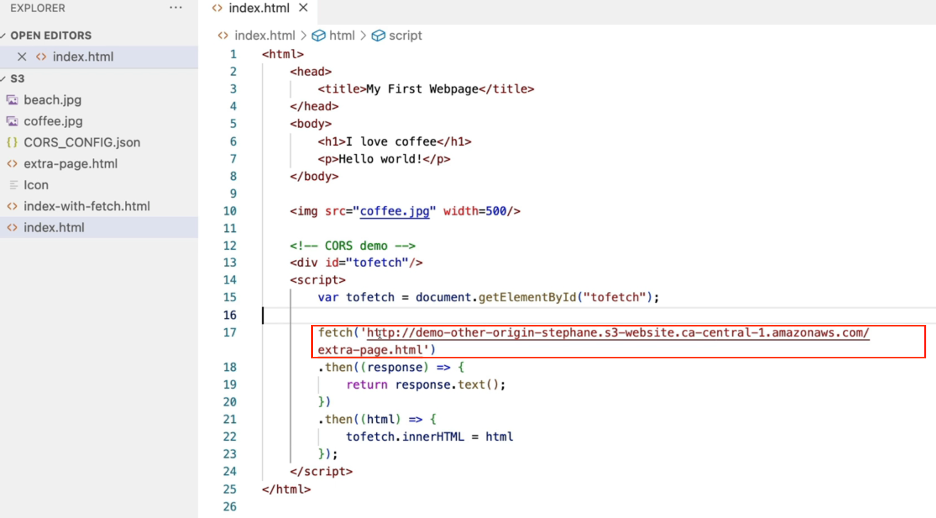 EXPLORER ...
OPEN EDITORS
index.html
S3
beach.jpg
coffee.jpg
{} CORS_CONFIG.json
<> extra-page.html
Icon
<> index-with-fetch.html
<> index.html
<> index.html ×
<> index.html > html > script
1 <html>
2 <head>
3 <title>My First Webpage</title>
4 </head>
5 <body>
6 <h1>I love coffee</h1>
7 <p>Hello world!</p>
8 </body>
9
10 <img src="coffee.jpg" width=500/>
11
12 <!-- CORS demo -->
13 <div id="tofetch"/>
14 <script>
15 var tofetch = document.getElementById("tofetch");
16
17 fetch('http://demo-other-origin-stephane.s3-website.ca-central-1.amazonaws.com/
extra-page.html')
18 .then((response) => {
19 return response.text();
20 })
21 .then((html) => {
22 tofetch.innerHTML = html
23 });
24 </script>
25 </html>
26